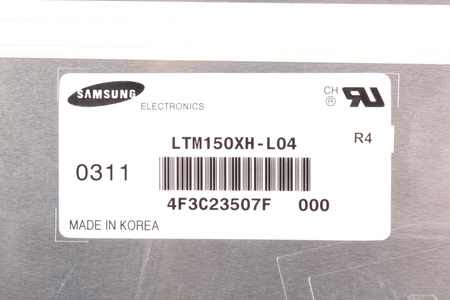 SAMSUNG
ELECTRONICS
CH
®
LTM150XH-L04
R4
0311
4F3C23507F 000
MADE IN KOREA